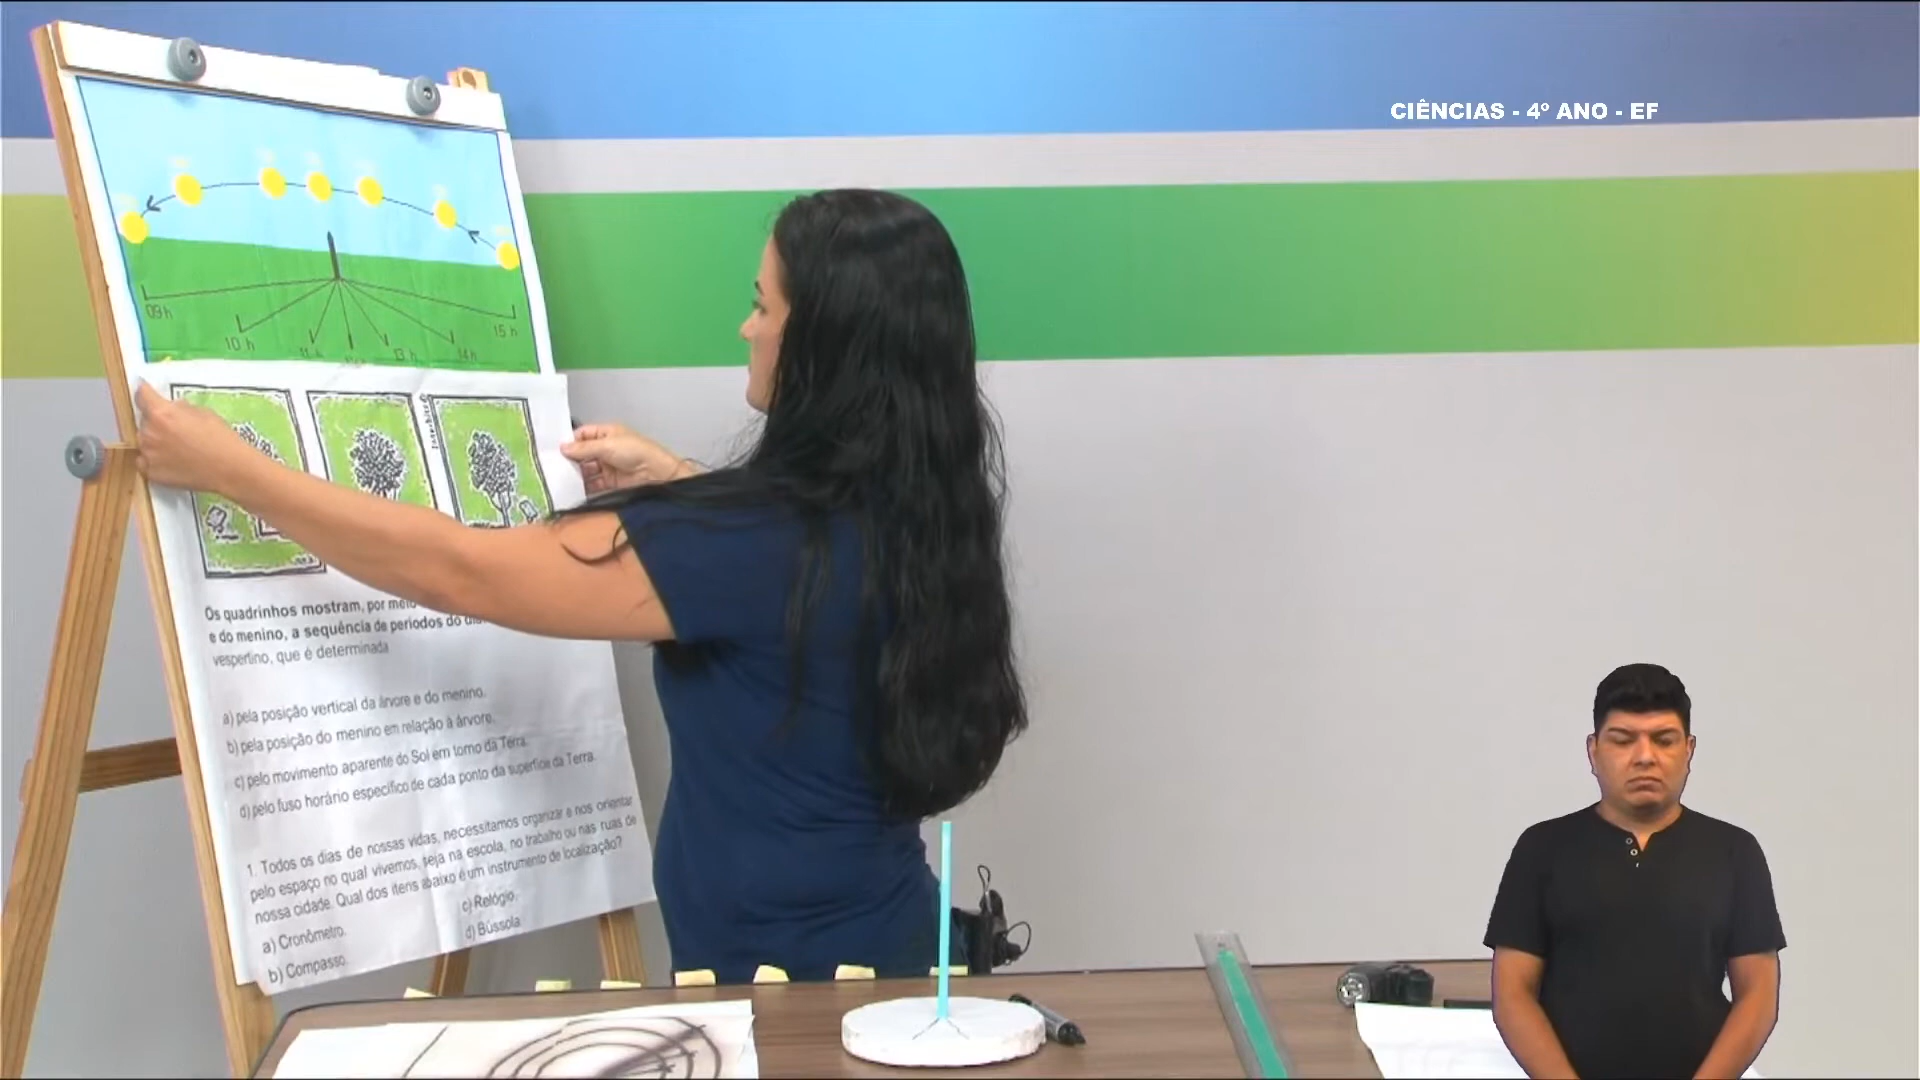 CIÊNCIAS - 4º ANO - EF
09 h
10 h
11 h
13 h
14 h
15 h
Os quadrinhos mostram, por meio
e do menino, a sequência de períodos do
vespertino, que é determinada
a) pela posição vertical da árvore e do menino.
b) pela posição do menino em relação à árvore.
c) pelo movimento aparente do Sol em torno da Terra.
d) pelo fuso horário específico de cada ponto da superfície da Terra.
1. Todos os dias de nossas vidas, necessitamos organizar e nos orientar
pelo espaço no qual vivemos, seja na escola, no trabalho ou nas ruas de
nossa cidade. Qual dos itens abaixo é um instrumento de localização?
a) Cronômetro.
b) Compasso.
c) Relógio.
d) Bússola.